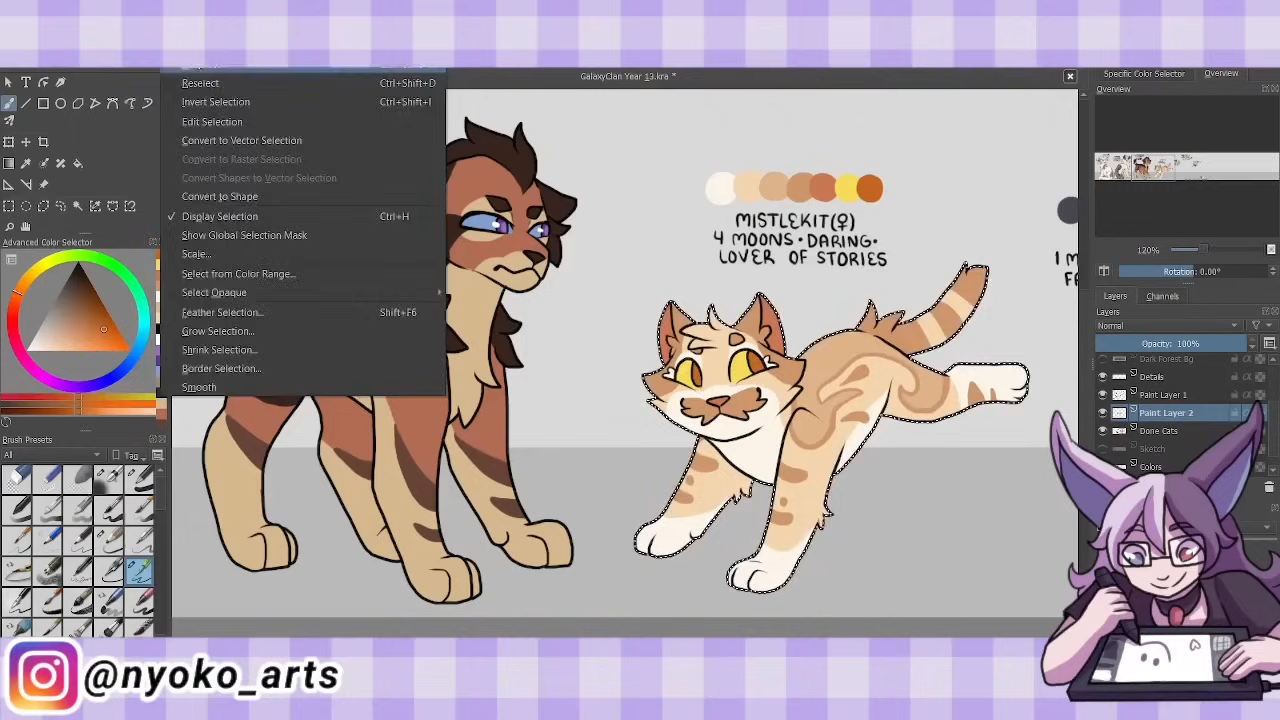 GalaxyClan Year 13.kra *
Specific Color Selector
Overview
Reselect Ctrl+Shift+D
Invert Selection Ctrl+Shift+I
Edit Selection
Convert to Vector Selection
Convert to Raster Selection
Convert Shapes to Vector Selection
Convert to Shape
Display Selection Ctrl+H
Show Global Selection Mask
Scale...
Select from Color Range...
Select Opaque
Feather Selection... Shift+F6
Grow Selection...
Shrink Selection...
Border Selection...
Smooth
Advanced Color Selector
Brush Presets
All
Tag
MISTLEKIT(♀)
4 MOONS•DARING•
LOVER OF STORIES
1 M
Overview
120%
Rotation: 0.00°
Layers
Channels
Layers
Normal
Opacity: 100%
Dark Forest Bg
Details
Paint Layer 1
Paint Layer 2
Done Cats
Sketch
Colors
@nyoko_arts